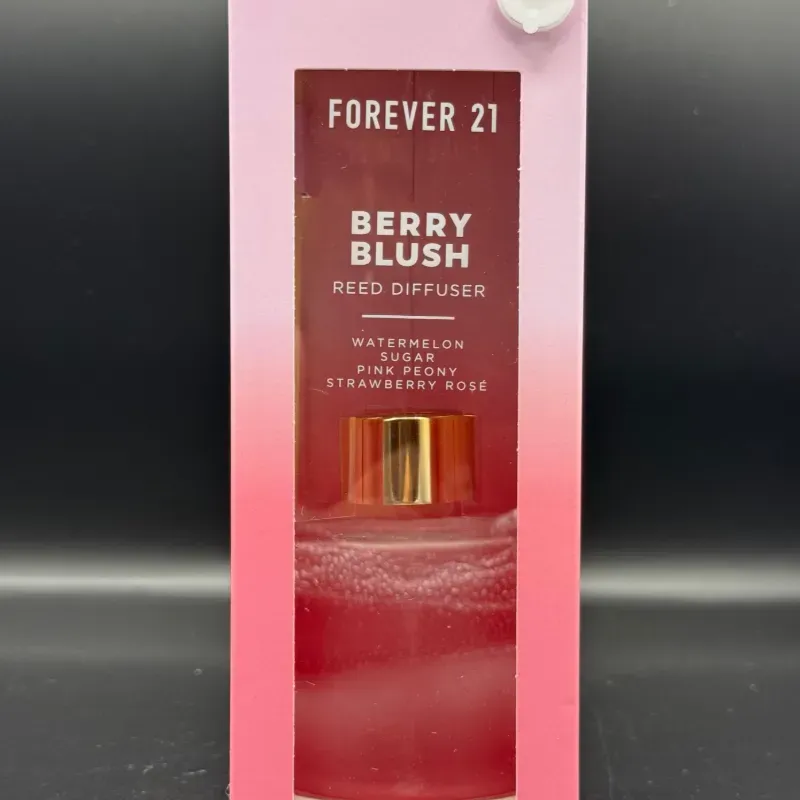 FOREVER 21
BERRY
BLUSH
REED DIFFUSER
WATERMELON
SUGAR
PINK PEONY
STRAWBERRY ROSÉ